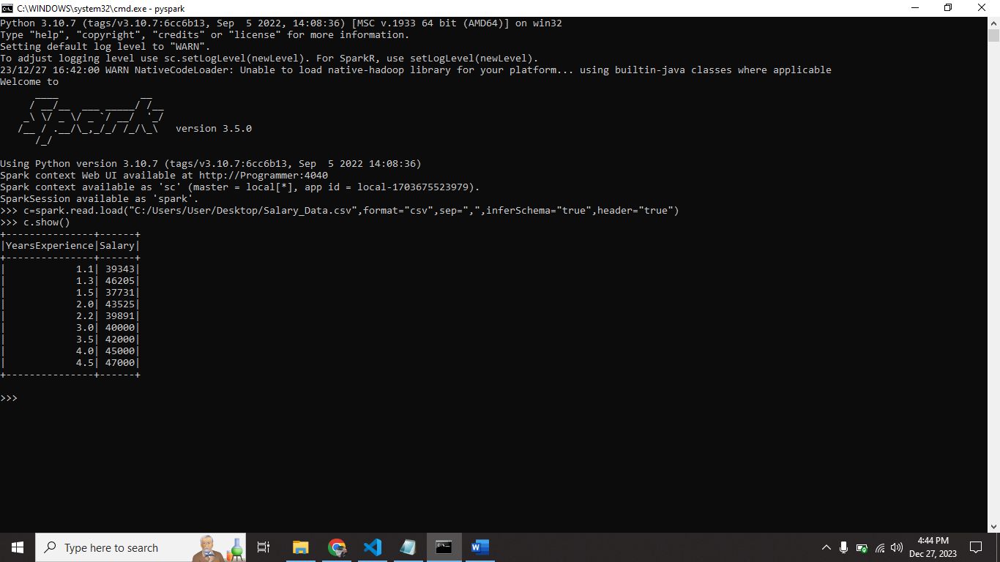 C:\WINDOWS\system32\cmd.exe - pyspark
Python 3.10.7 (tags/v3.10.7:6cc6b13, Sep  5 2022, 14:08:36) [MSC v.1933 64 bit (AMD64)] on win32
Type "help", "copyright", "credits" or "license" for more information.
Setting default log level to "WARN".
To adjust logging level use sc.setLogLevel(newLevel). For SparkR, use setLogLevel(newLevel).
23/12/27 16:42:00 WARN NativeCodeLoader: Unable to load native-hadoop library for your platform... using builtin-java classes where applicable
Welcome to
      ____              __
     / __/__  ___ _____/ /__
    _\ \/ _ \/ _ `/ __/  '_/
   /__ / .__/\_,_/_/ /_/\_\   version 3.5.0
      /_/
Using Python version 3.10.7 (tags/v3.10.7:6cc6b13, Sep  5 2022 14:08:36)
Spark context Web UI available at http://Programmer:4040
Spark context available as 'sc' (master = local[*], app id = local-1703675523979).
SparkSession available as 'spark'.
>>> c=spark.read.load("C:/Users/User/Desktop/Salary_Data.csv",format="csv",sep=",",inferSchema="true",header="true")
>>> c.show()
+---------------+------+
|YearsExperience|Salary|
+---------------+------+
|            1.1| 39343|
|            1.3| 46205|
|            1.5| 37731|
|            2.0| 43525|
|            2.2| 39891|
|            3.0| 40000|
|            3.5| 42000|
|            4.0| 45000|
|            4.5| 47000|
+---------------+------+
>>>
Type here to search
4:44 PM
Dec 27, 2023